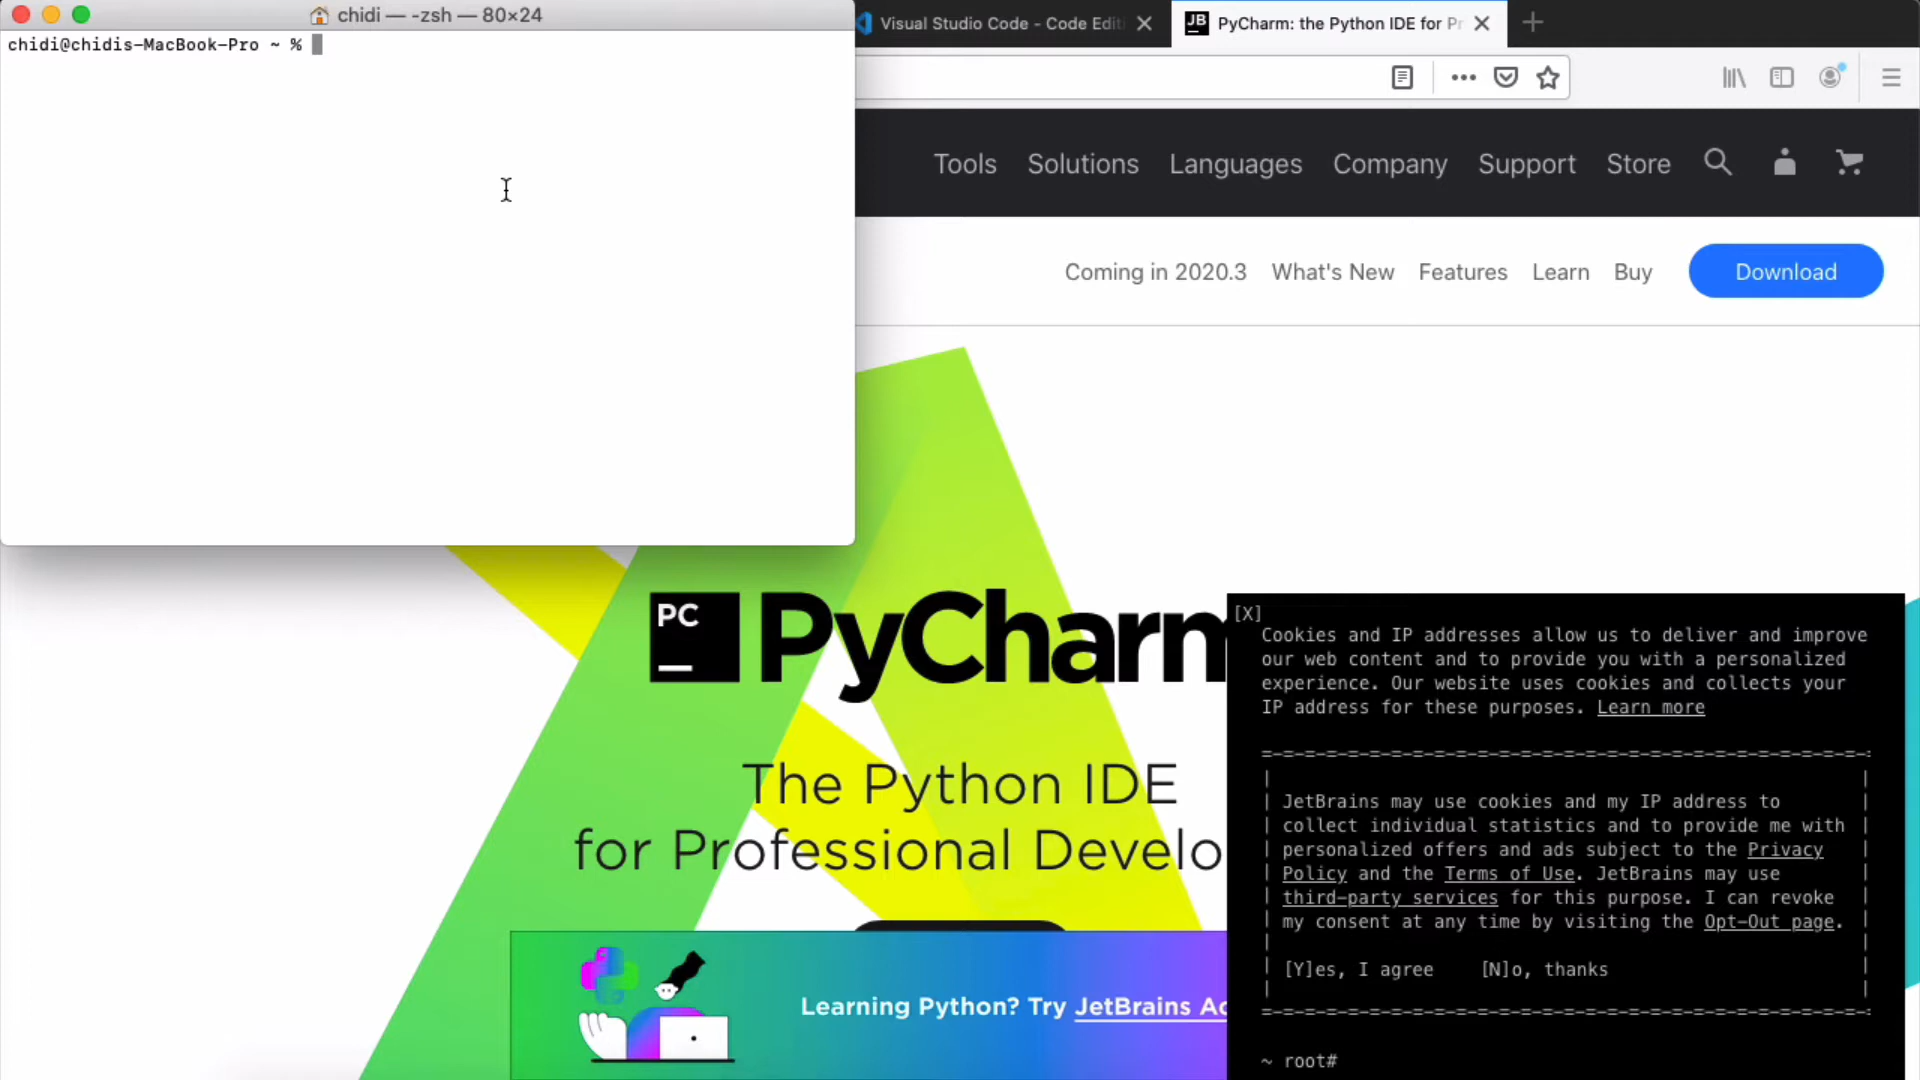 chidi — -zsh — 80×24
chidi@chidis-MacBook-Pro ~ %
Visual Studio Code - Code Editi
JB
PyCharm: the Python IDE for Pr
Tools Solutions Languages Company Support Store
Coming in 2020.3 What's New Features Learn Buy Download
PC
PyCharm
The Python IDE
for Professional Develo
Learning Python? Try JetBrains Ac
[X]
Cookies and IP addresses allow us to deliver and improve
our web content and to provide you with a personalized
experience. Our website uses cookies and collects your
IP address for these purposes. Learn more
JetBrains may use cookies and my IP address to
collect individual statistics and to provide me with
personalized offers and ads subject to the Privacy
Policy and the Terms of Use. JetBrains may use
third-party services for this purpose. I can revoke
my consent at any time by visiting the Opt-Out page.
[Y]es, I agree [N]o, thanks
~ root#